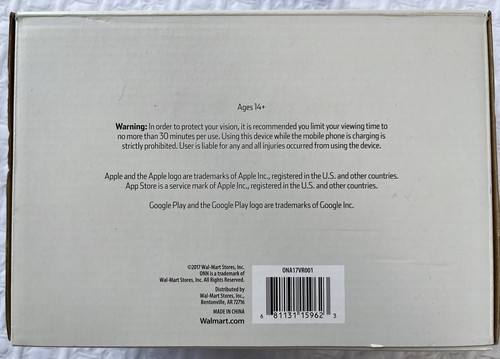 Ages 14+
Warning: In order to protect your vision, it is recommended you limit your viewing time to
no more than 30 minutes per use. Using this device while the mobile phone is charging is
strictly prohibited. User is liable for any and all injuries occurred from using the device.
Apple and the Apple logo are trademarks of Apple Inc., registered in the U.S. and other countries.
App Store is a service mark of Apple Inc., registered in the U.S. and other countries.
Google Play and the Google Play logo are trademarks of Google Inc.
©2017 Wal-Mart Stores, Inc.
ONN is a trademark of
Wal-Mart Stores, Inc. All Rights Reserved.
Distributed by
Wal-Mart Stores, Inc.,
Bentonville, AR 72716
MADE IN CHINA
Walmart.com
ONA17VR001
6 81131 15962 3